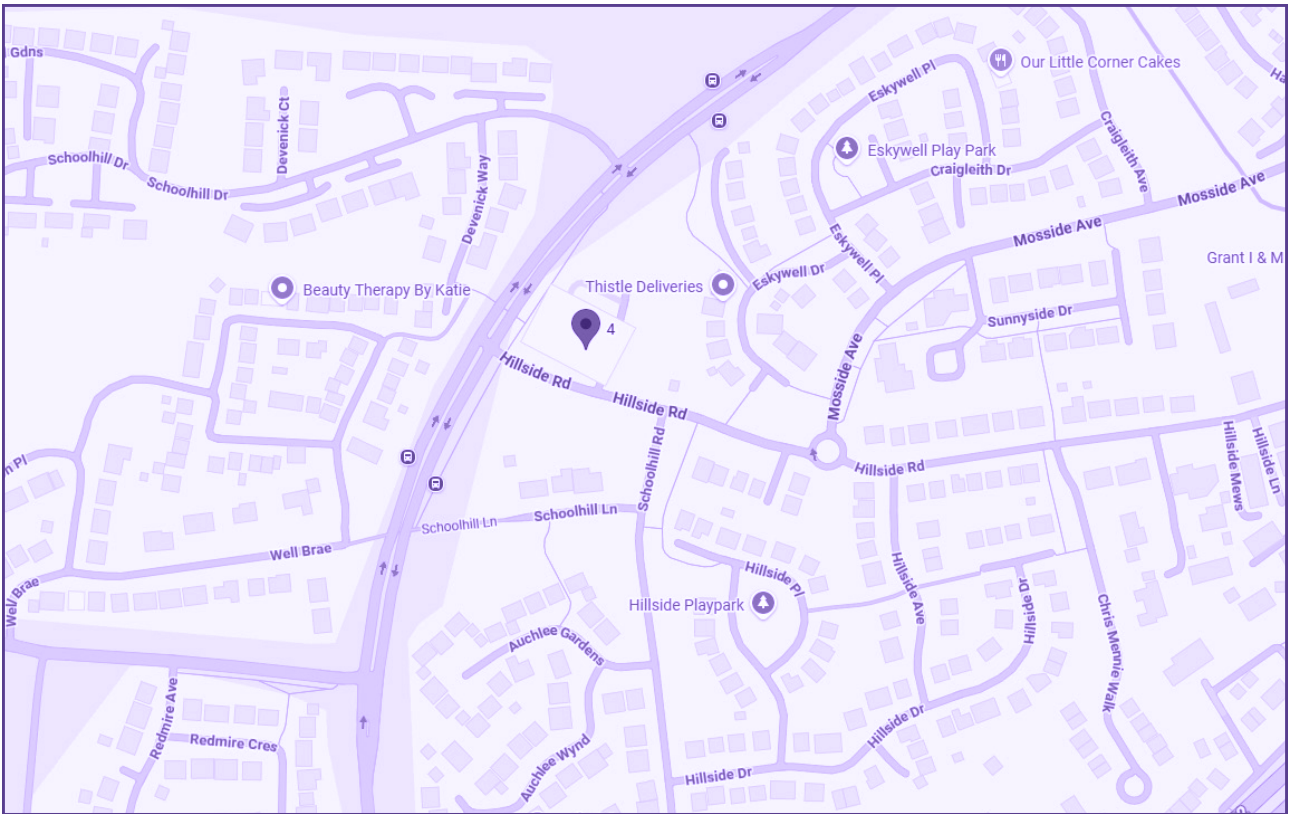 Gdns
Our Little Corner Cakes
Eskywell Pl
Devenick Ct
Craigleith Ave
Eskywell Play Park
Schoolhill Dr
Craigleith Dr
Schoolhill Dr
Devenick Way
Mosside Ave
Mosside Ave
Eskywell Pl
Grant I & M
Eskywell Dr
Thistle Deliveries
Beauty Therapy By Katie
Sunnyside Dr
4
Hillside Rd
Mosside Ave
Hillside Rd
Schoolhill Rd
Hillside Rd
Hillside Mews
Hillside Ln
n Pl
Schoolhill Ln
Schoolhill Ln
Well Brae
Well Brae
Hillside Pl
Hillside Ave
Hillside Dr
Hillside Playpark
Chris Mennie Walk
Auchlee Gardens
Redmire Ave
Redmire Cres
Hillside Dr
Auchlee Wynd
Hillside Dr